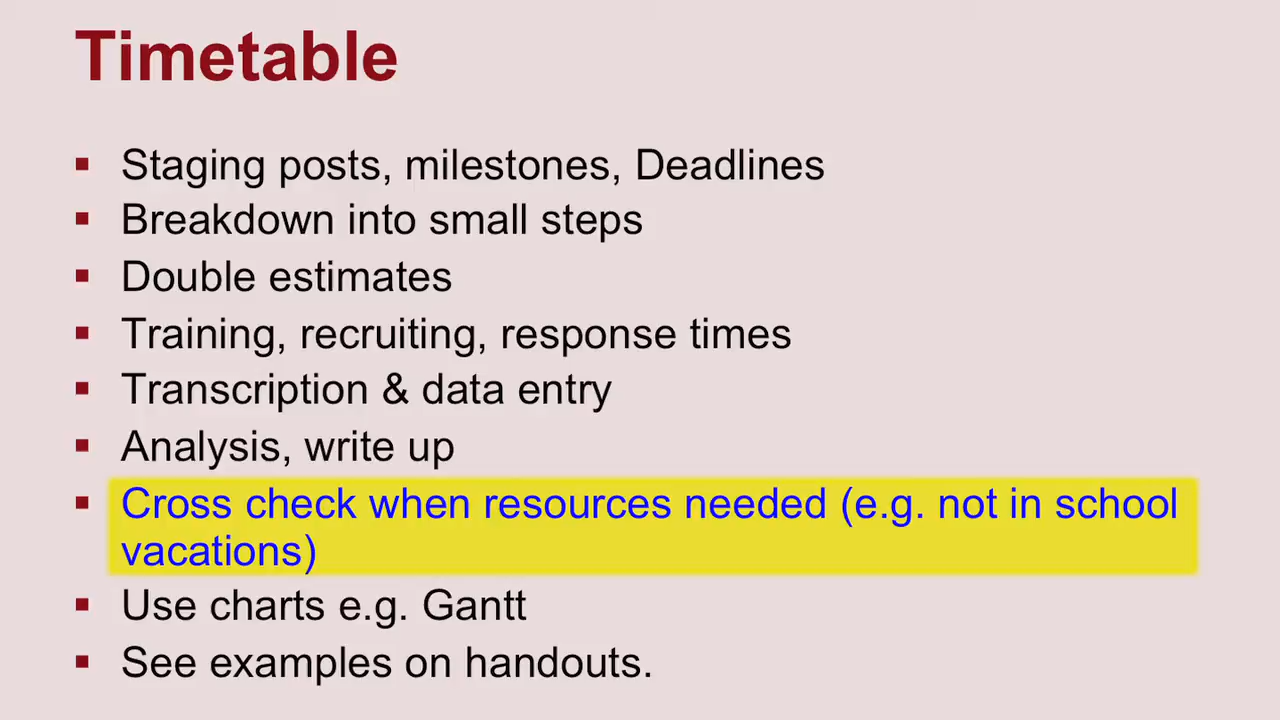 Timetable
▪ Staging posts, milestones, Deadlines
▪ Breakdown into small steps
▪ Double estimates
▪ Training, recruiting, response times
▪ Transcription & data entry
▪ Analysis, write up
▪ Cross check when resources needed (e.g. not in school
vacations)
▪ Use charts e.g. Gantt
▪ See examples on handouts.